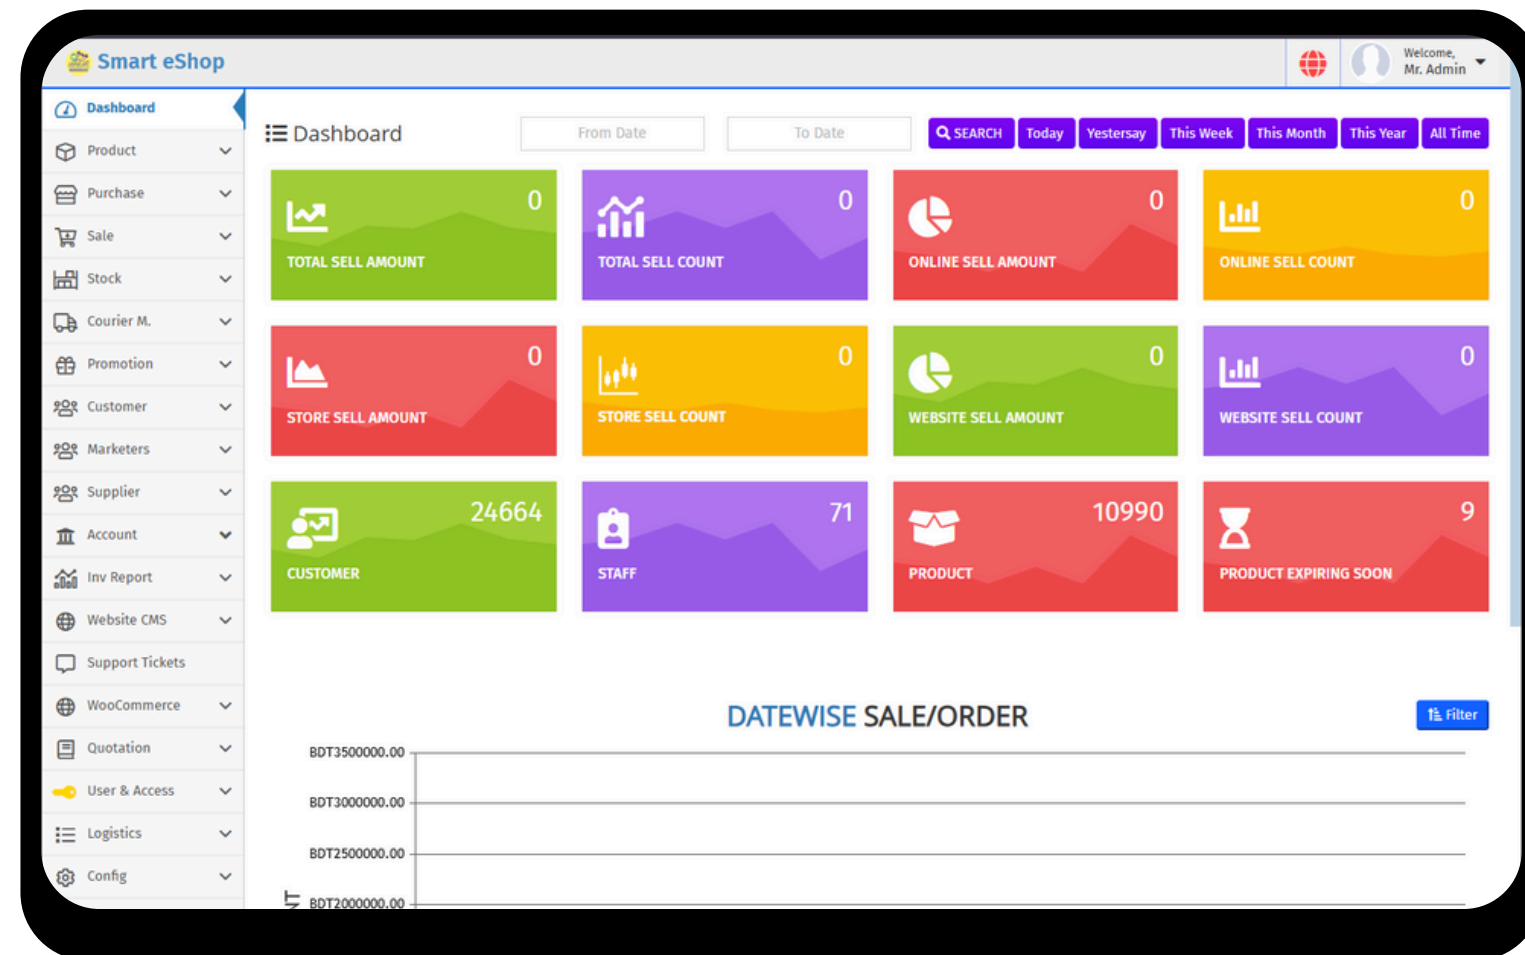 Smart eShop
Welcome,
Mr. Admin
Dashboard
Product
Purchase
Sale
Stock
Courier M.
Promotion
Customer
Marketers
Supplier
Account
Inv Report
Website CMS
Support Tickets
WooCommerce
Quotation
User & Access
Logistics
Config
Dashboard
From Date
To Date
SEARCH
Today
Yestersay
This Week
This Month
This Year
All Time
0
TOTAL SELL AMOUNT
0
TOTAL SELL COUNT
0
ONLINE SELL AMOUNT
0
ONLINE SELL COUNT
0
STORE SELL AMOUNT
0
STORE SELL COUNT
0
WEBSITE SELL AMOUNT
0
WEBSITE SELL COUNT
24664
CUSTOMER
71
STAFF
10990
PRODUCT
9
PRODUCT EXPIRING SOON
DATEWISE SALE/ORDER
Filter
BDT3500000.00
BDT3000000.00
BDT2500000.00
BDT2000000.00